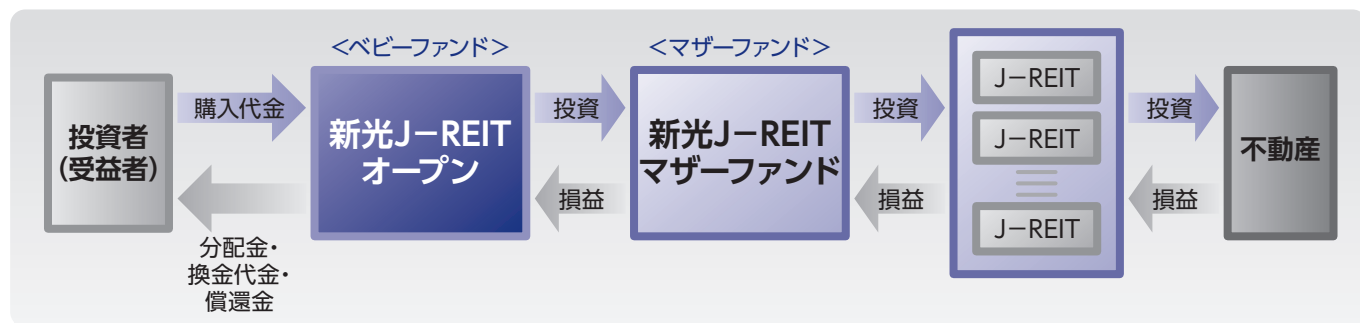 <ベビーファンド>
<マザーファンド>
投資者
(受益者)
購入代金
分配金・
換金代金・
償還金
新光J−REIT
オープン
投資
損益
新光J−REIT
マザーファンド
投資
損益
J−REIT
J−REIT
J−REIT
投資
損益
不動産